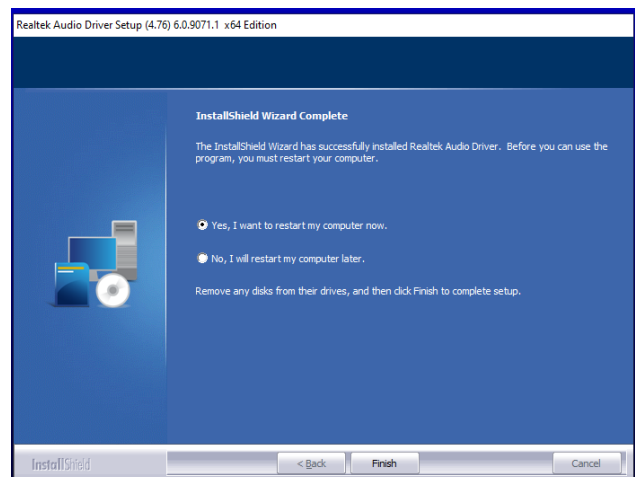 Realtek Audio Driver Setup (4.76) 6.0.9071.1 x64 Edition
InstallShield Wizard Complete
The InstallShield Wizard has successfully installed Realtek Audio Driver. Before you can use the
program, you must restart your computer.
Yes, I want to restart my computer now.
No, I will restart my computer later.
Remove any disks from their drives, and then click Finish to complete setup.
InstallShield
< Back
Finish
Cancel